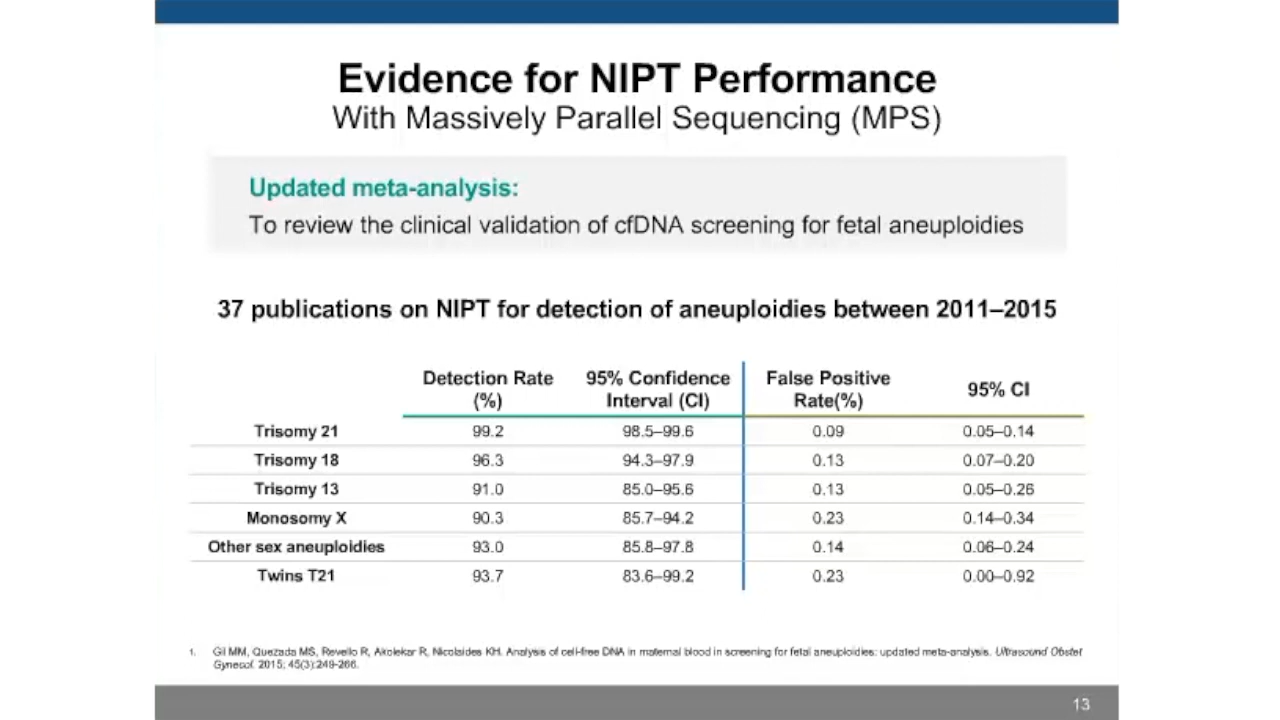 Evidence for NIPT Performance
With Massively Parallel Sequencing (MPS)
Updated meta-analysis:
To review the clinical validation of cfDNA screening for fetal aneuploidies
37 publications on NIPT for detection of aneuploidies between 2011–2015
Detection Rate (%) 95% Confidence Interval (CI) False Positive Rate(%) 95% CI
Trisomy 21 99.2 98.5–99.6 0.09 0.05–0.14
Trisomy 18 96.3 94.3–97.9 0.13 0.07–0.20
Trisomy 13 91.0 85.0–95.6 0.13 0.05–0.26
Monosomy X 90.3 85.7–94.2 0.23 0.14–0.34
Other sex aneuploidies 93.0 85.8–97.8 0.14 0.06–0.24
Twins T21 93.7 83.6–99.2 0.23 0.00–0.92
1. Gil MM, Quezada MS, Revello R, Akolekar R, Nicolaides KH. Analysis of cell-free DNA in maternal blood in screening for fetal aneuploidies: updated meta-analysis. Ultrasound Obstet
Gynecol. 2015; 45(3):249-266.
13